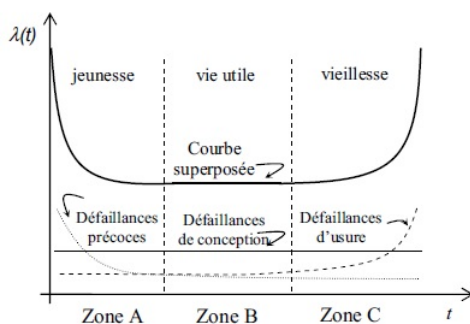 λ(t)
jeunesse
vie utile
vieillesse
Courbe
superposée
Défaillances
précoces
Défaillances
de conception
Défaillances
d'usure
Zone A
Zone B
Zone C
t